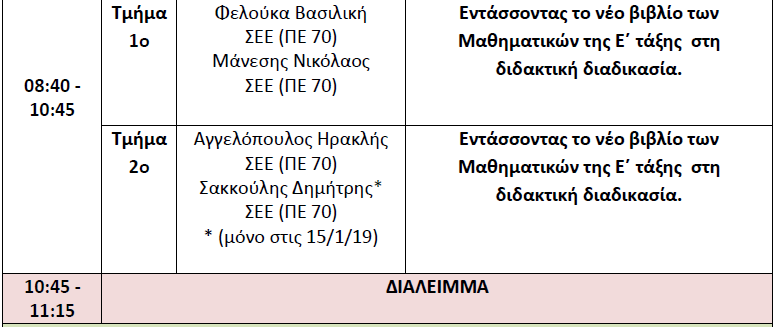 08:40 -
10:45
Τμήμα
1ο
Φελούκα Βασιλική
ΣΕΕ (ΠΕ 70)
Μάνεσης Νικόλαος
ΣΕΕ (ΠΕ 70)
Εντάσσοντας το νέο βιβλίο των
Μαθηματικών της Ε΄ τάξης στη
διδακτική διαδικασία.
Τμήμα
2ο
Αγγελόπουλος Ηρακλής
ΣΕΕ (ΠΕ 70)
Σακκούλης Δημήτρης*
ΣΕΕ (ΠΕ 70)
* (μόνο στις 15/1/19)
Εντάσσοντας το νέο βιβλίο των
Μαθηματικών της Ε΄ τάξης στη
διδακτική διαδικασία.
10:45 -
11:15
ΔΙΑΛΕΙΜΜΑ